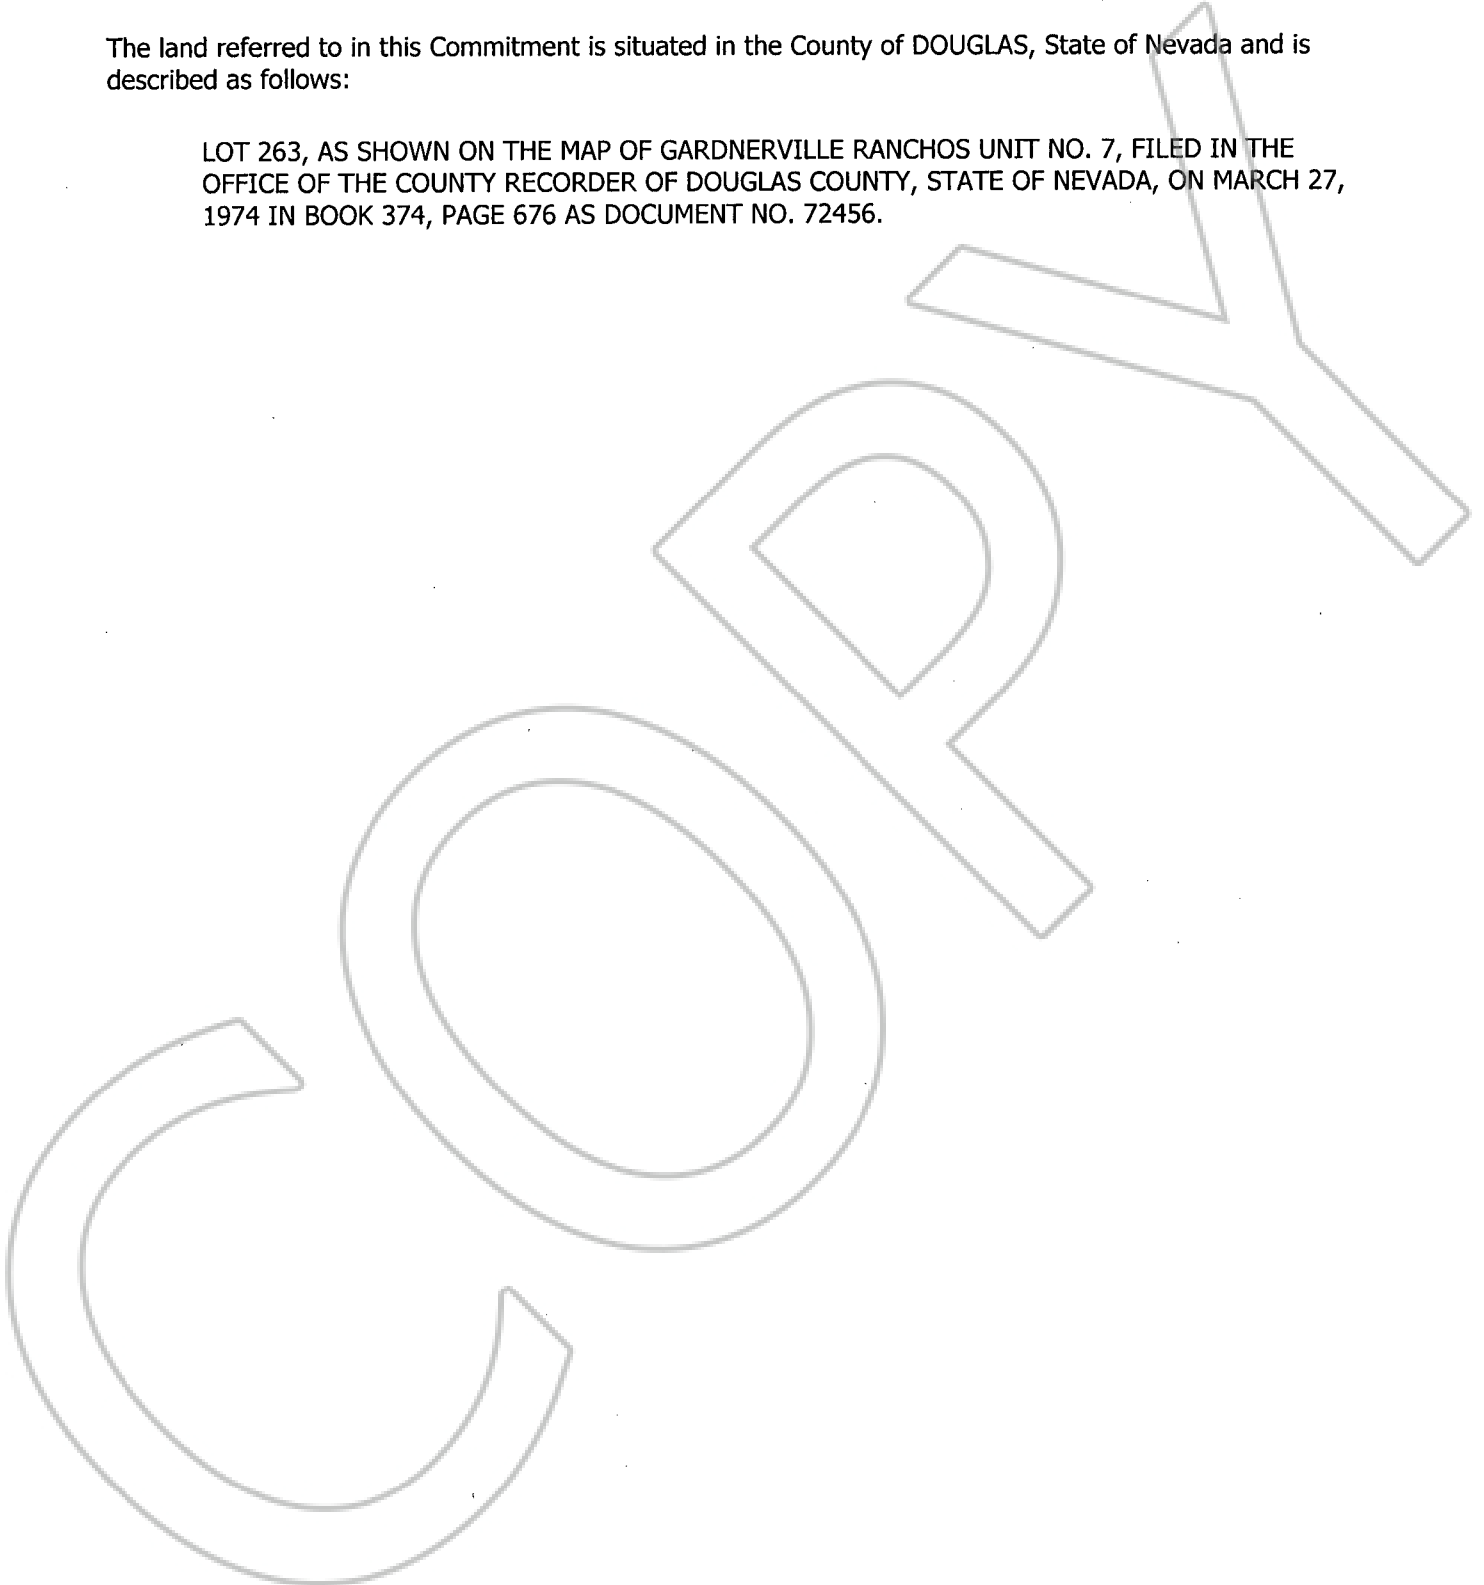 The land referred to in this Commitment is situated in the County of DOUGLAS, State of Nevada and is
described as follows:
LOT 263, AS SHOWN ON THE MAP OF GARDNERVILLE RANCHOS UNIT NO. 7, FILED IN THE
OFFICE OF THE COUNTY RECORDER OF DOUGLAS COUNTY, STATE OF NEVADA, ON MARCH 27,
1974 IN BOOK 374, PAGE 676 AS DOCUMENT NO. 72456.
COPY